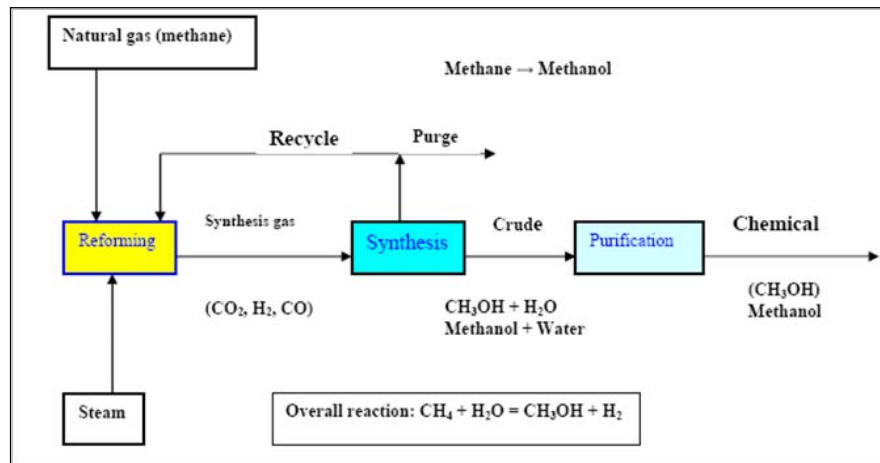 Natural gas (methane)
Methane → Methanol
Recycle
Purge
Reforming
Synthesis gas
Synthesis
Crude
Purification
Chemical
(CO₂, H₂, CO)
CH₃OH + H₂O
Methanol + Water
(CH₃OH)
Methanol
Steam
Overall reaction: CH₄ + H₂O = CH₃OH + H₂